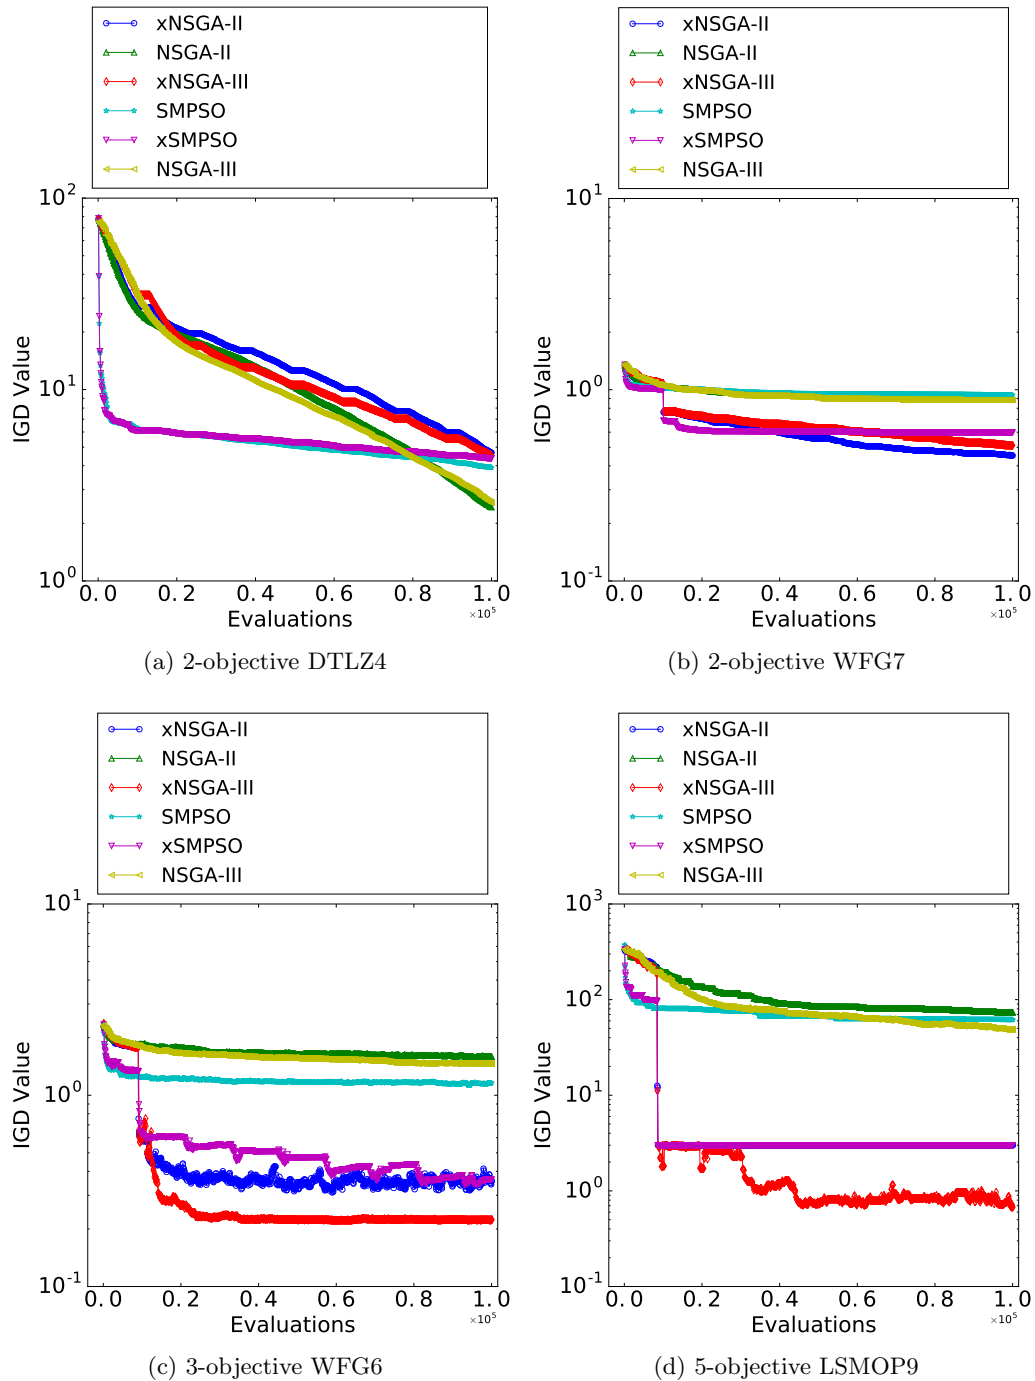 xNSGA-II
NSGA-II
xNSGA-III
SMPSO
xSMPSO
NSGA-III
10^2
10^1
10^0
IGD Value
0.0 0.2 0.4 0.6 0.8 1.0
×10^5
Evaluations
(a) 2-objective DTLZ4
xNSGA-II
NSGA-II
xNSGA-III
SMPSO
xSMPSO
NSGA-III
10^1
10^0
10^-1
IGD Value
0.0 0.2 0.4 0.6 0.8 1.0
×10^5
Evaluations
(b) 2-objective WFG7
xNSGA-II
NSGA-II
xNSGA-III
SMPSO
xSMPSO
NSGA-III
10^1
10^0
10^-1
IGD Value
0.0 0.2 0.4 0.6 0.8 1.0
×10^5
Evaluations
(c) 3-objective WFG6
xNSGA-II
NSGA-II
xNSGA-III
SMPSO
xSMPSO
NSGA-III
10^3
10^2
10^1
10^0
10^-1
IGD Value
0.0 0.2 0.4 0.6 0.8 1.0
×10^5
Evaluations
(d) 5-objective LSMOP9